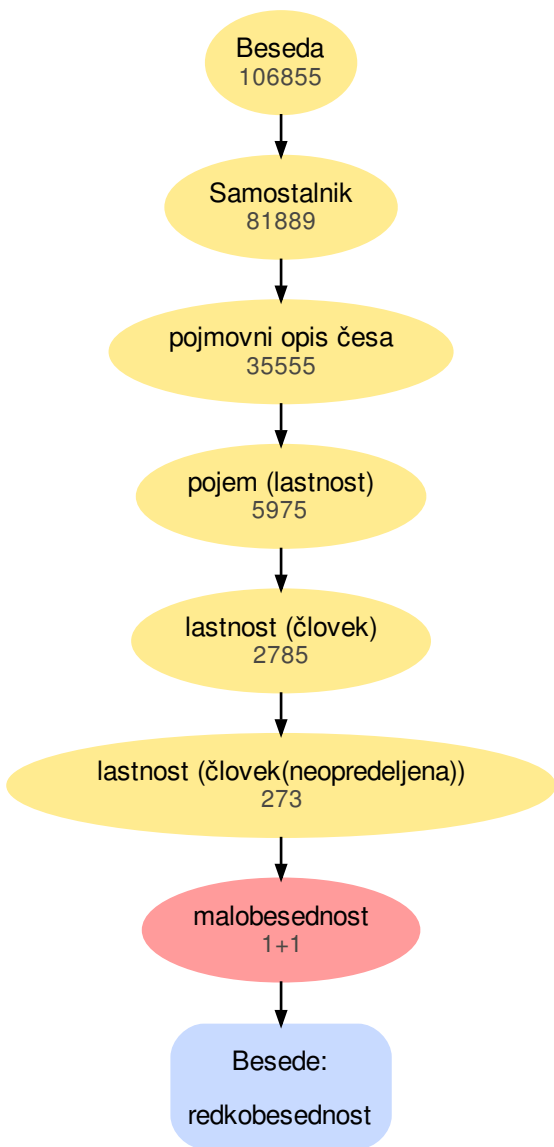 Beseda
106855
Samostalnik
81889
pojmovni opis česa
35555
pojem (lastnost)
5975
lastnost (človek)
2785
lastnost (človek(neopredeljena))
273
malobesednost
1+1
Besede:
redkobesednost